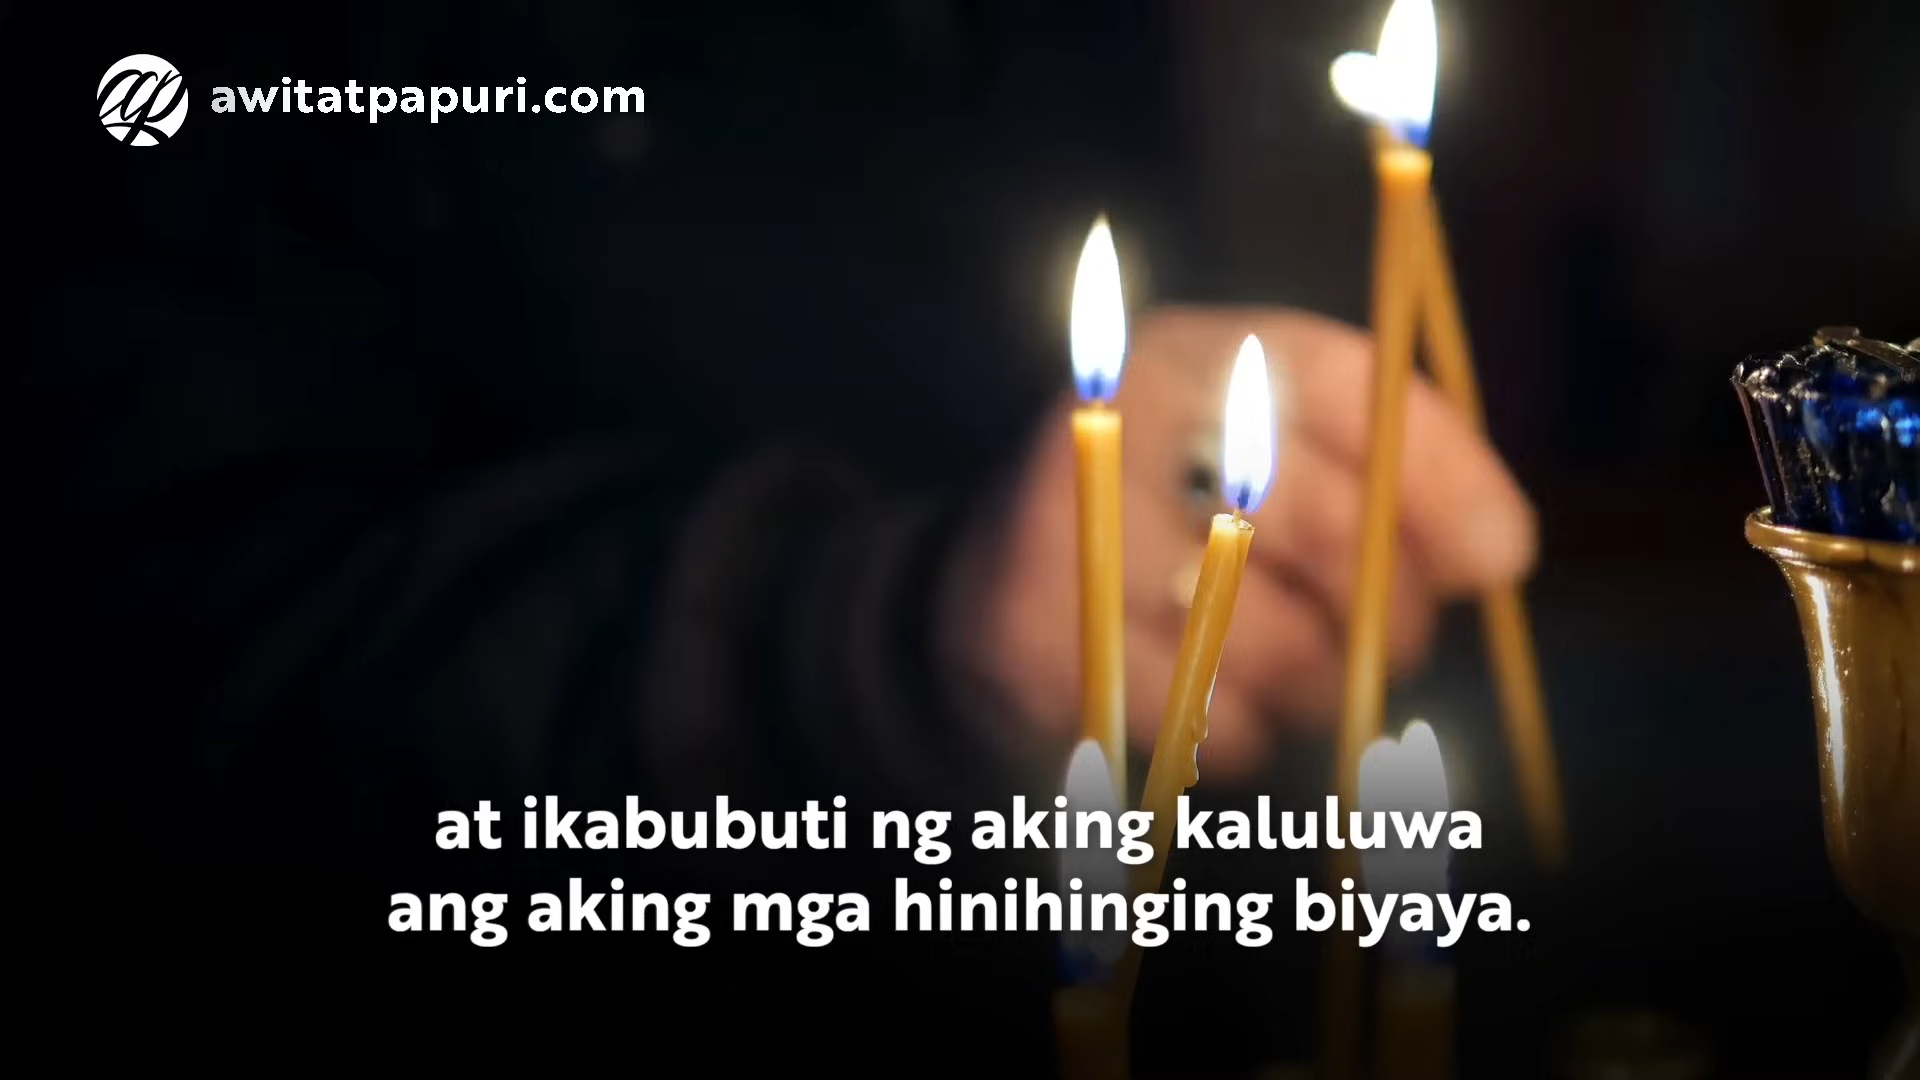 awitatpapuri.com
at ikabubuti ng aking kaluluwa
ang aking mga hinihinging biyaya.